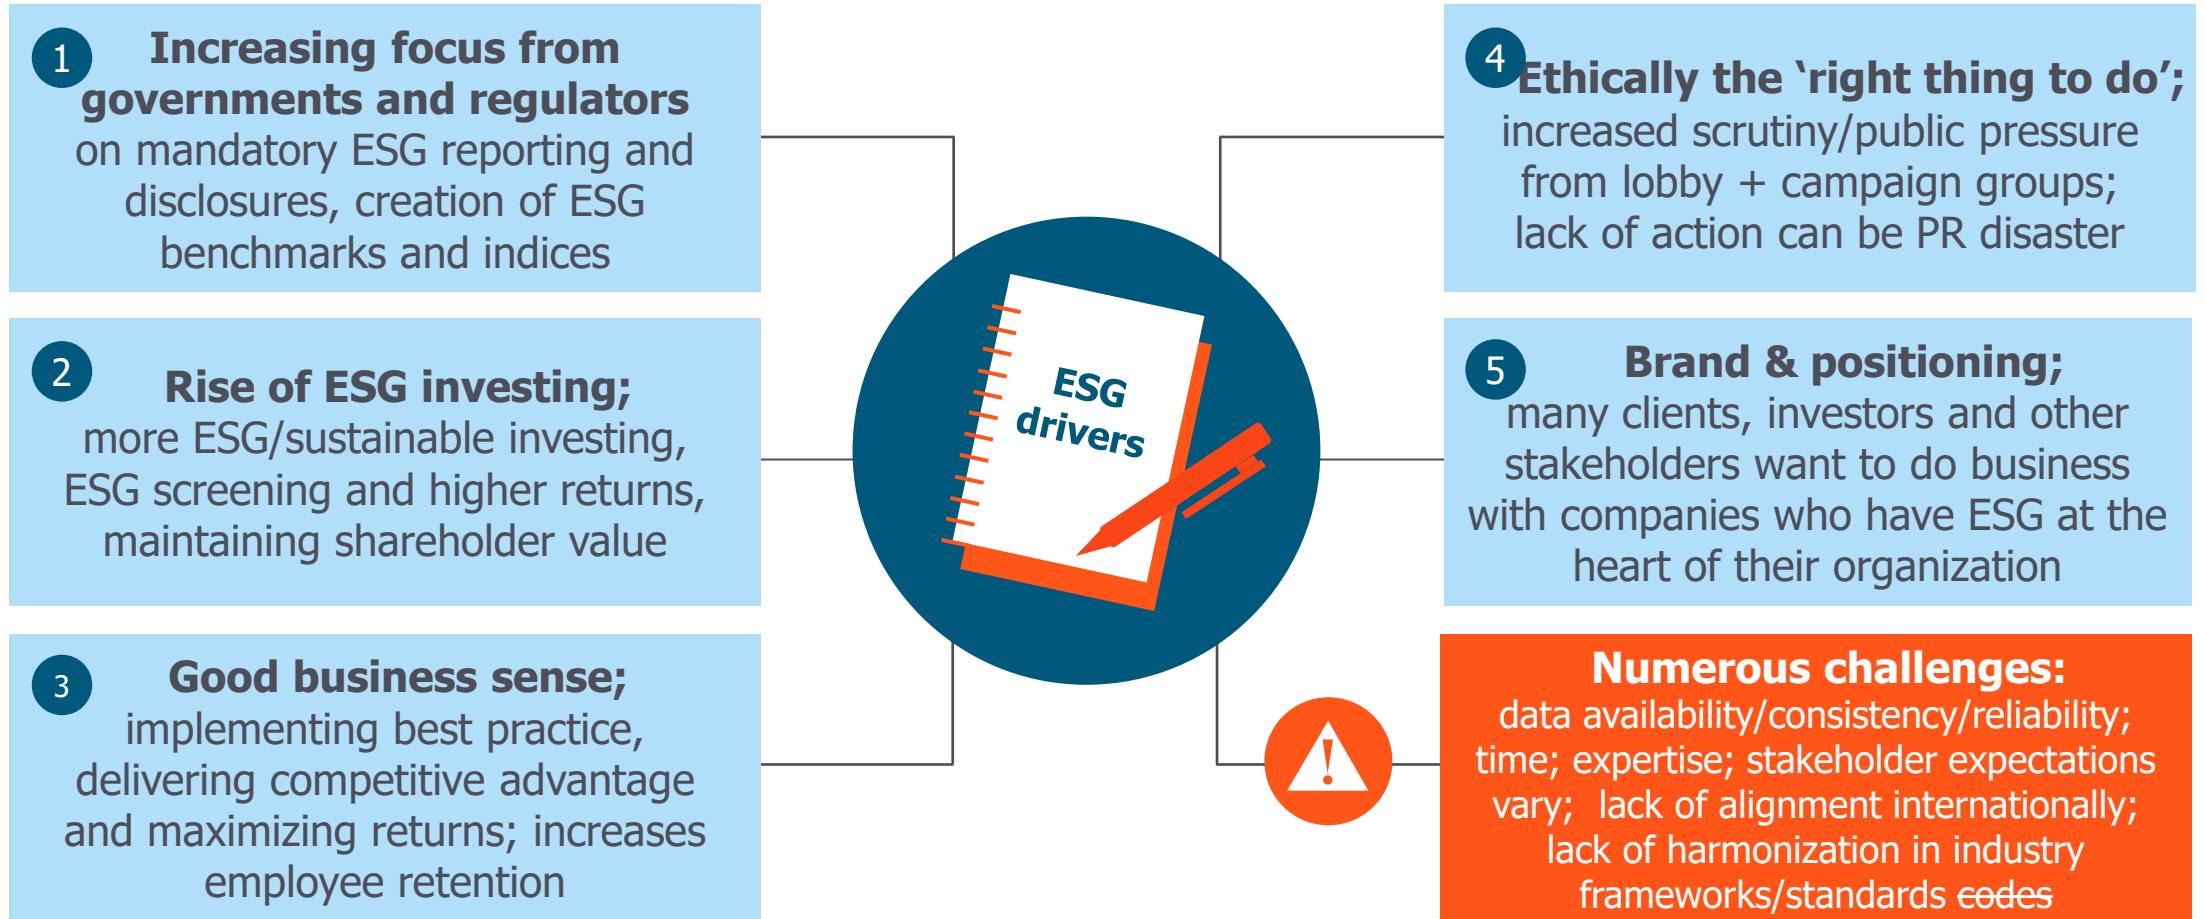 1
Increasing focus from
governments and regulators
on mandatory ESG reporting and
disclosures, creation of ESG
benchmarks and indices
2
Rise of ESG investing;
more ESG/sustainable investing,
ESG screening and higher returns,
maintaining shareholder value
3
Good business sense;
implementing best practice,
delivering competitive advantage
and maximizing returns; increases
employee retention
ESG
drivers
4
Ethically the ‘right thing to do’;
increased scrutiny/public pressure
from lobby + campaign groups;
lack of action can be PR disaster
5
Brand & positioning;
many clients, investors and other
stakeholders want to do business
with companies who have ESG at the
heart of their organization
!
Numerous challenges:
data availability/consistency/reliability;
time; expertise; stakeholder expectations
vary;  lack of alignment internationally;
lack of harmonization in industry
frameworks/standards codes